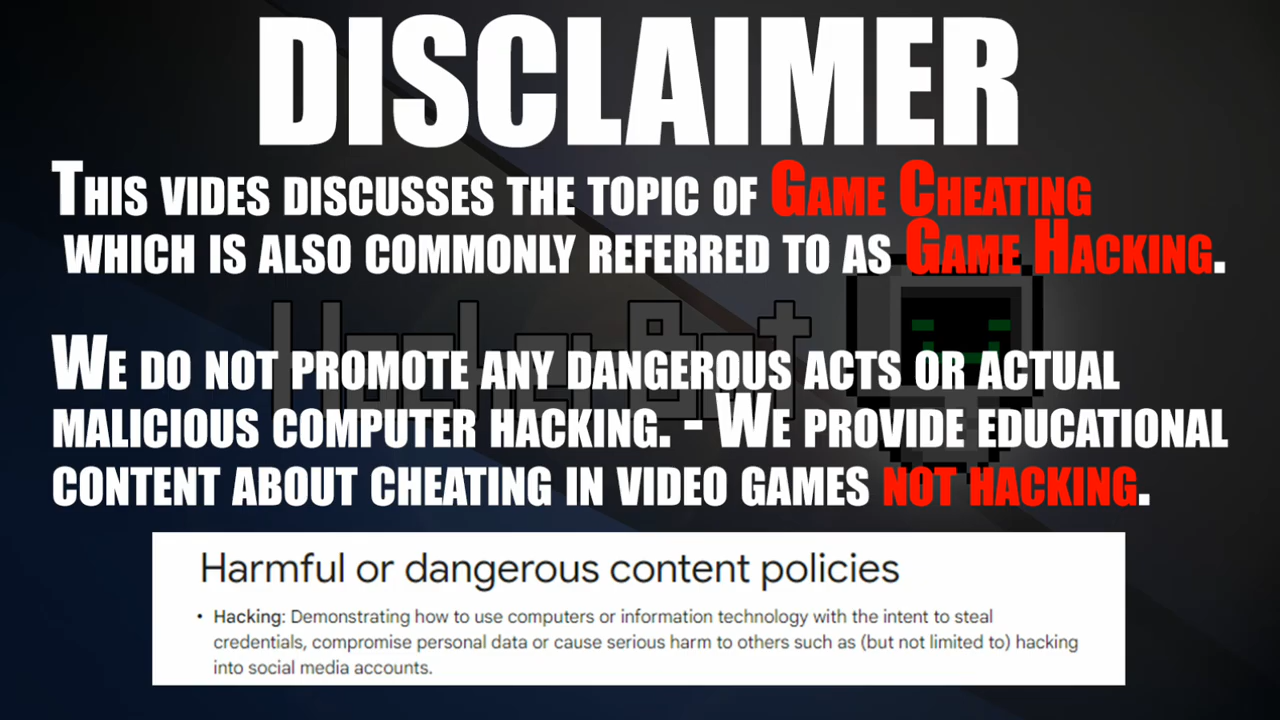 DISCLAIMER
THIS VIDES DISCUSSES THE TOPIC OF GAME CHEATING
WHICH IS ALSO COMMONLY REFERRED TO AS GAME HACKING.
Hacker Bot
WE DO NOT PROMOTE ANY DANGEROUS ACTS OR ACTUAL
MALICIOUS COMPUTER HACKING. - WE PROVIDE EDUCATIONAL
CONTENT ABOUT CHEATING IN VIDEO GAMES NOT HACKING.
Harmful or dangerous content policies
• Hacking: Demonstrating how to use computers or information technology with the intent to steal
credentials, compromise personal data or cause serious harm to others such as (but not limited to) hacking
into social media accounts.